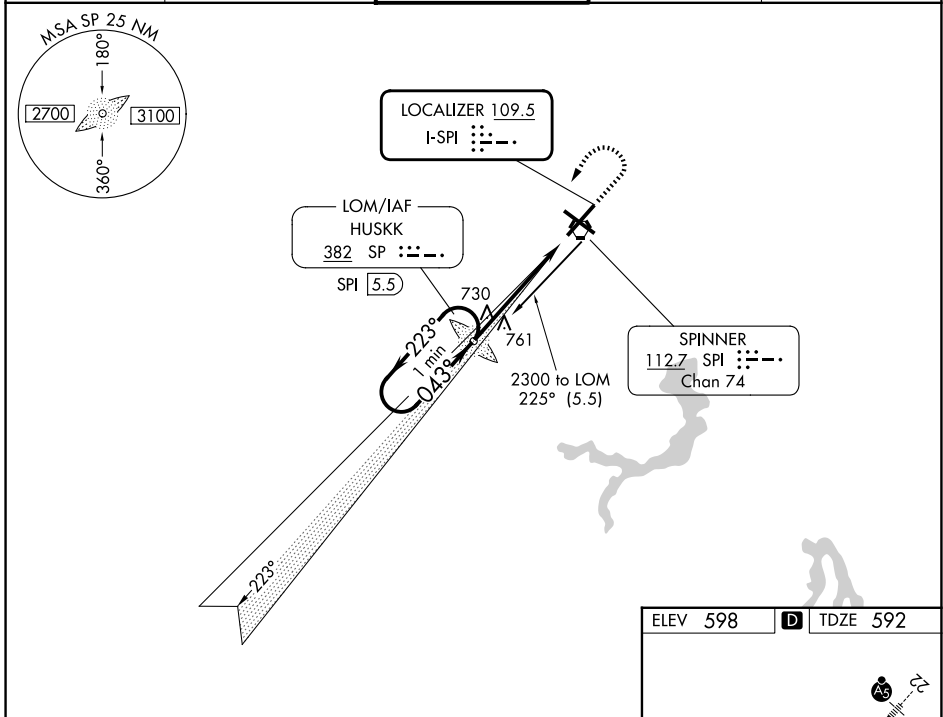 MSA SP 25 NM
180°
2700
3100
360°
LOCALIZER 109.5
I-SPI
LOM/IAF
HUSKK
382 SP
SPI 5.5
730
761
223°
1 min
043°
2300 to LOM
225° (5.5)
SPINNER
112.7 SPI
Chan 74
223°
ELEV 598 D TDZE 592
A5
22